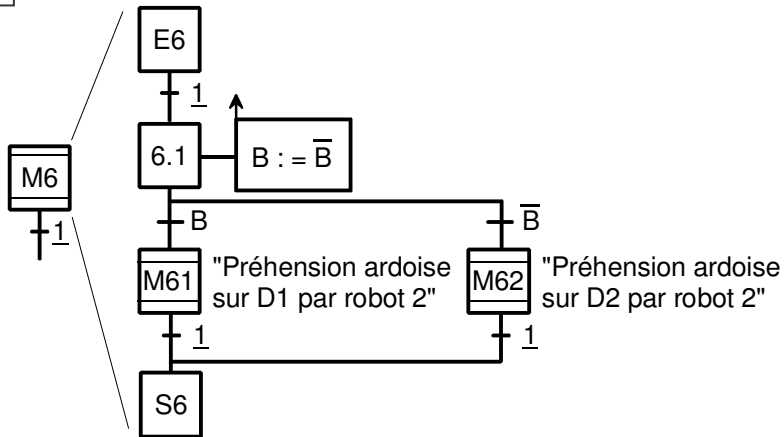 E6
1
6.1
B : = B̅
M6
1
B
B̅
M61
"Préhension ardoise
sur D1 par robot 2"
M62
"Préhension ardoise
sur D2 par robot 2"
1
1
S6